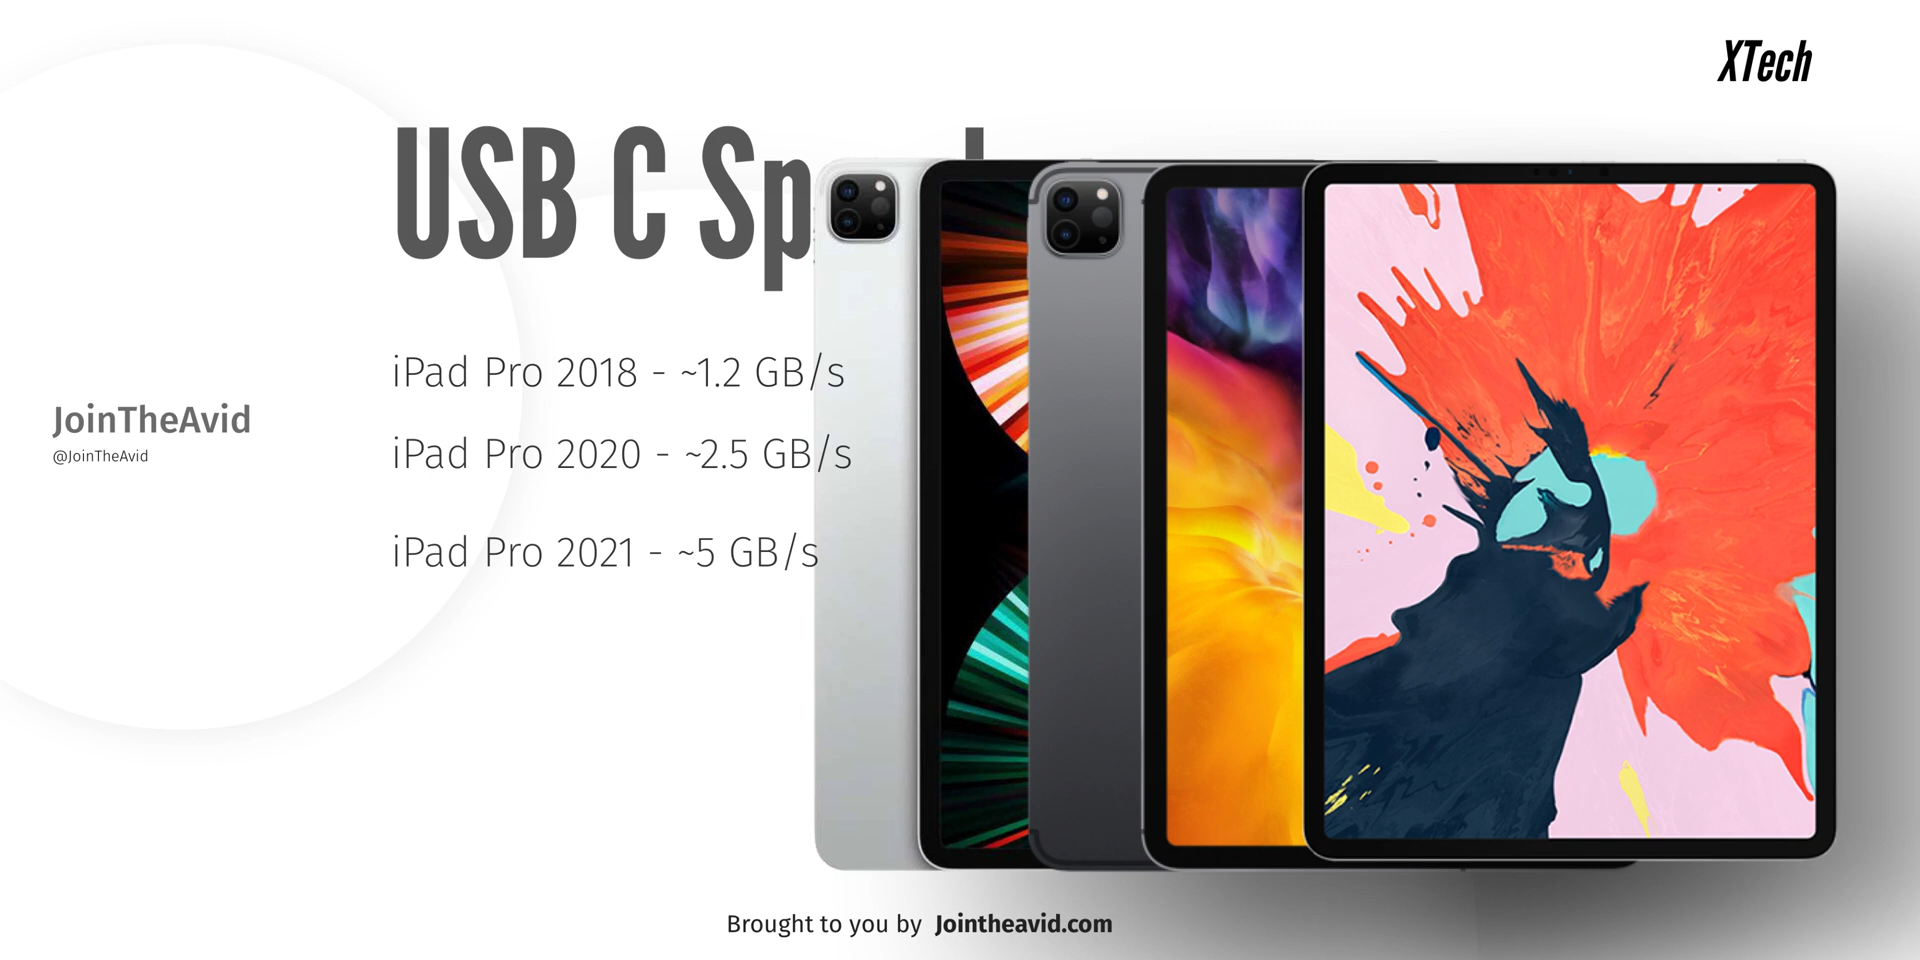 XTech
USB C Sp
iPad Pro 2018 - ~1.2 GB/s
iPad Pro 2020 - ~2.5 GB/s
JoinTheAvid
@JoinTheAvid
iPad Pro 2021 - ~5 GB/s
Brought to you by Jointheavid.com